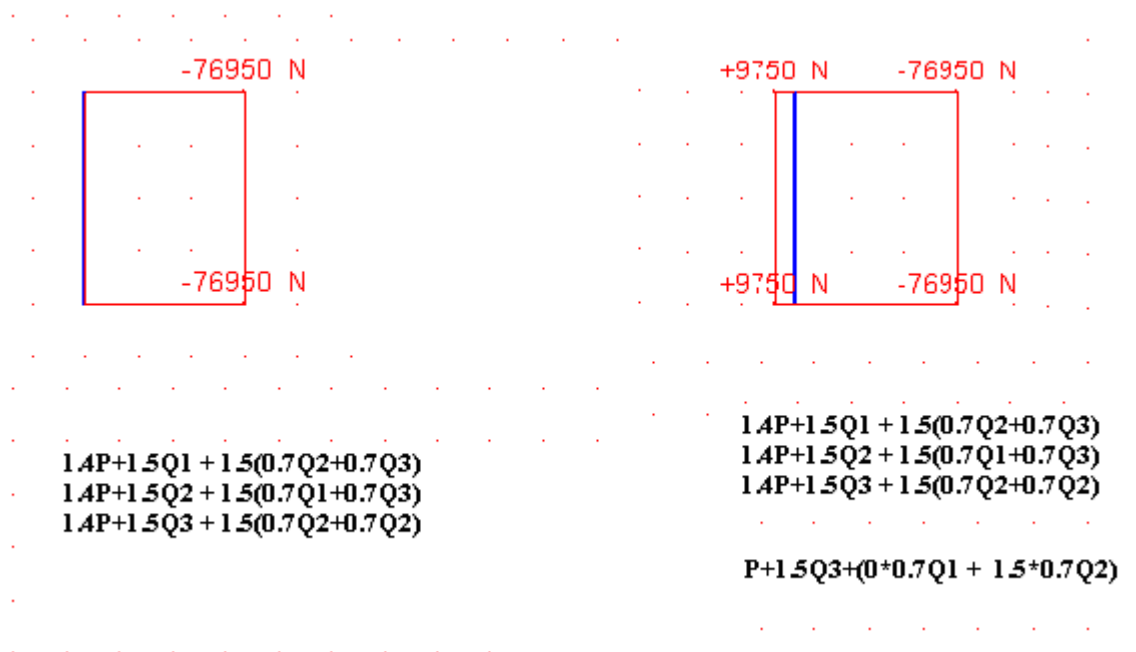 -76950 N
-76950 N
1.4P+1.5Q1 + 1.5(0.7Q2+0.7Q3)
1.4P+1.5Q2 + 1.5(0.7Q1+0.7Q3)
1.4P+1.5Q3 + 1.5(0.7Q2+0.7Q2)
+9750 N -76950 N
+9750 N -76950 N
1.4P+1.5Q1 + 1.5(0.7Q2+0.7Q3)
1.4P+1.5Q2 + 1.5(0.7Q1+0.7Q3)
1.4P+1.5Q3 + 1.5(0.7Q2+0.7Q2)
P+1.5Q3+(0*0.7Q1 + 1.5*0.7Q2)